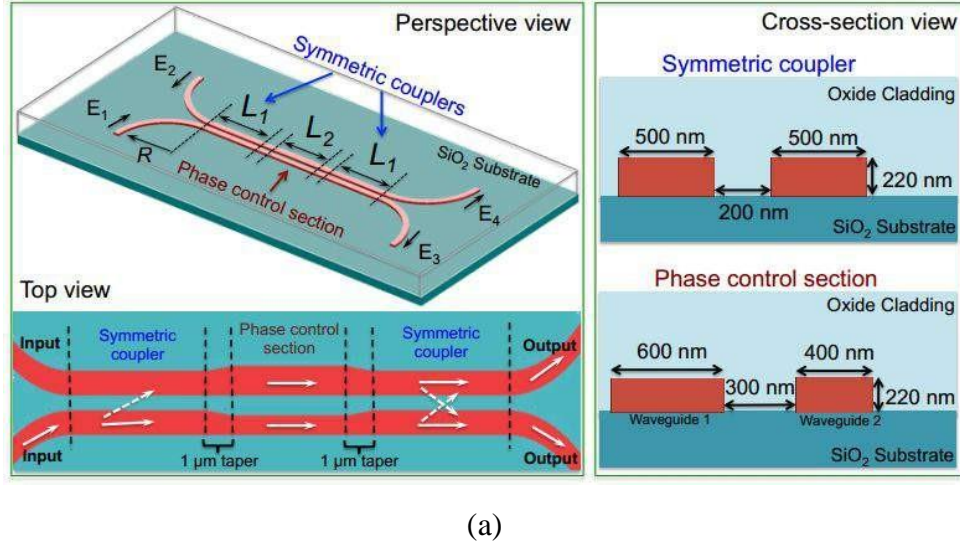 Perspective view
Symmetric couplers
E2
L1
E1
L2
L1
R
SiO2 Substrate
Phase control section
E4
E3
Top view
Input
Symmetric coupler
Phase control section
Symmetric coupler
Output
Input
1 µm taper
1 µm taper
Output
Cross-section view
Symmetric coupler
Oxide Cladding
500 nm
500 nm
220 nm
200 nm
SiO2 Substrate
Phase control section
Oxide Cladding
600 nm
400 nm
300 nm
220 nm
Waveguide 1
Waveguide 2
SiO2 Substrate
(a)